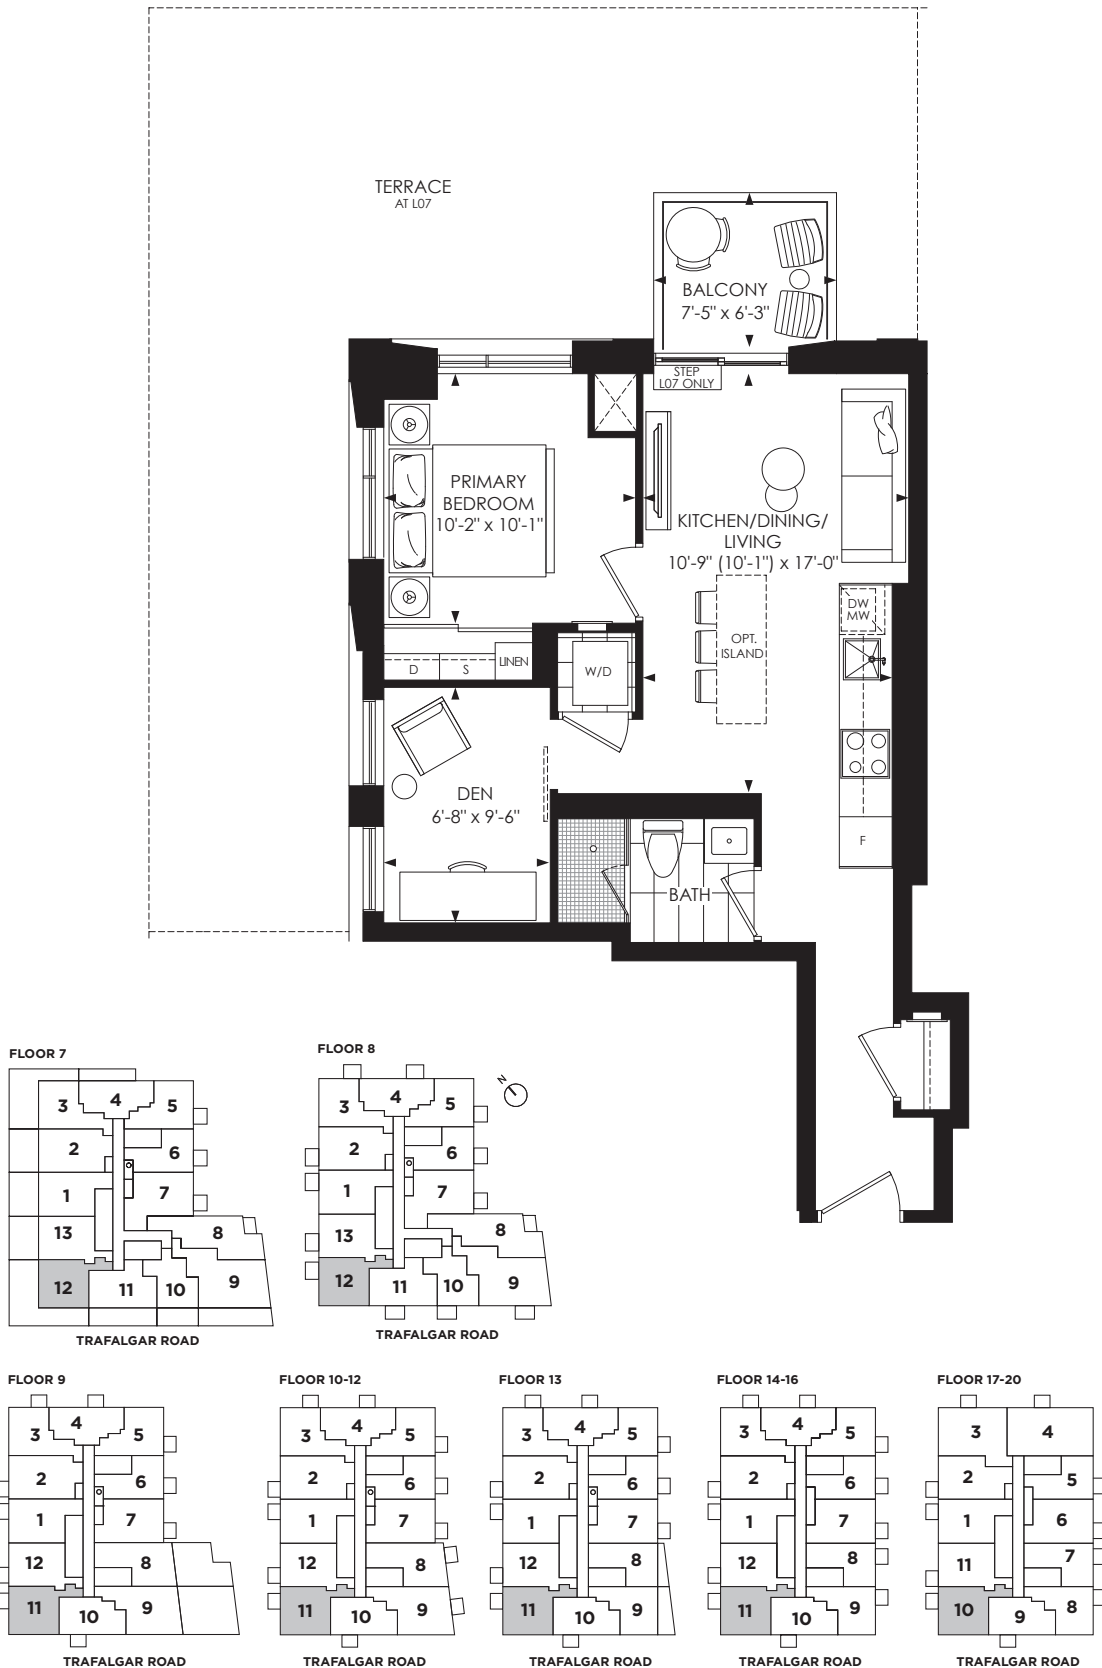 TERRACE
AT L07
BALCONY
7'-5" x 6'-3"
STEP
L07 ONLY
PRIMARY
BEDROOM
10'-2" x 10'-1"
KITCHEN/DINING/
LIVING
10'-9" (10'-1") x 17'-0"
DW
MW
OPT.
ISLAND
D
S
LINEN
W/D
DEN
6'-8" x 9'-6"
F
BATH
FLOOR 7
3
4
5
2
6
1
7
13
8
12
11
10
9
TRAFALGAR ROAD
FLOOR 8
N
3
4
5
2
6
1
7
13
8
12
11
10
9
TRAFALGAR ROAD
FLOOR 9
3
4
5
2
6
1
7
12
8
11
10
9
TRAFALGAR ROAD
FLOOR 10-12
3
4
5
2
6
1
7
12
8
11
10
9
TRAFALGAR ROAD
FLOOR 13
3
4
5
2
6
1
7
12
8
11
10
9
TRAFALGAR ROAD
FLOOR 14-16
3
4
5
2
6
1
7
12
8
11
10
9
TRAFALGAR ROAD
FLOOR 17-20
3
4
2
5
1
6
11
7
10
9
8
TRAFALGAR ROAD